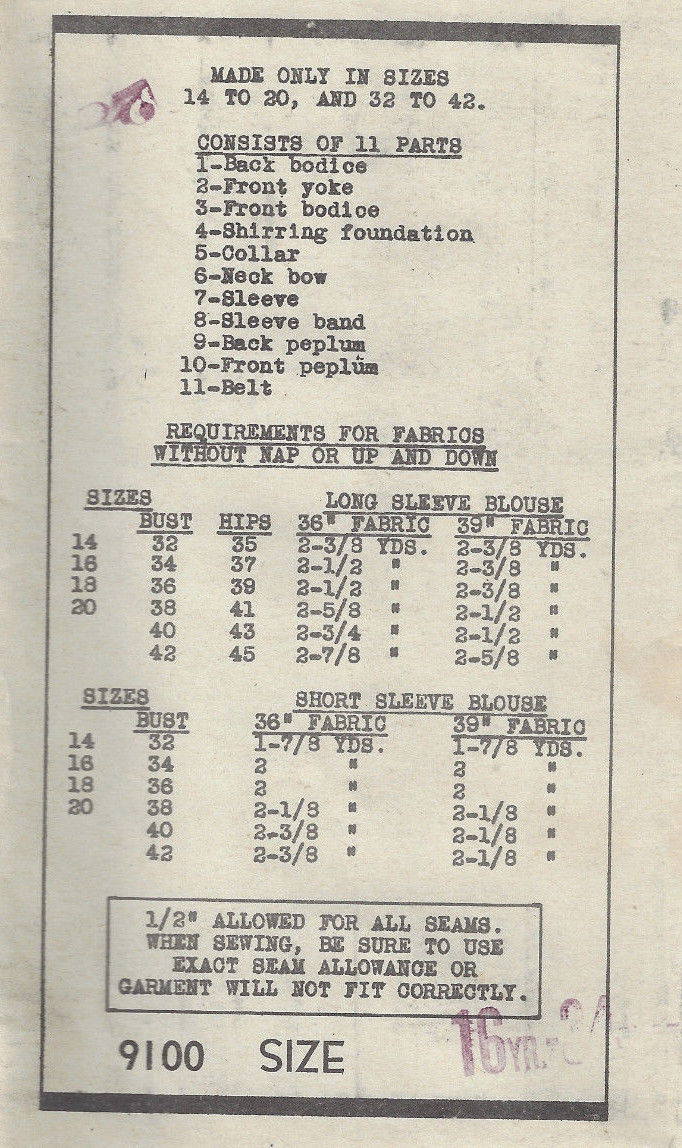 MADE ONLY IN SIZES
14 TO 20, AND 32 TO 42.
CONSISTS OF 11 PARTS
1-Back bodice
2-Front yoke
3-Front bodice
4-Shirring foundation
5-Collar
6-Neck bow
7-Sleeve
8-Sleeve band
9-Back peplum
10-Front peplum
11-Belt
REQUIREMENTS FOR FABRICS
WITHOUT NAP OR UP AND DOWN
SIZES LONG SLEEVE BLOUSE
BUST HIPS 36" FABRIC 39" FABRIC
14 32 35 2-3/8 YDS. 2-3/8 YDS.
16 34 37 2-1/2 " 2-3/8 "
18 36 39 2-1/2 " 2-3/8 "
20 38 41 2-5/8 " 2-1/2 "
40 43 2-3/4 " 2-1/2 "
42 45 2-7/8 " 2-5/8 "
SIZES SHORT SLEEVE BLOUSE
BUST 36" FABRIC 39" FABRIC
14 32 1-7/8 YDS. 1-7/8 YDS.
16 34 2 " 2 "
18 36 2 " 2 "
20 38 2-1/8 " 2-1/8 "
40 2-3/8 " 2-1/8 "
42 2-3/8 " 2-1/8 "
1/2" ALLOWED FOR ALL SEAMS.
WHEN SEWING, BE SURE TO USE
EXACT SEAM ALLOWANCE OR
GARMENT WILL NOT FIT CORRECTLY.
9100 SIZE 16 YR.